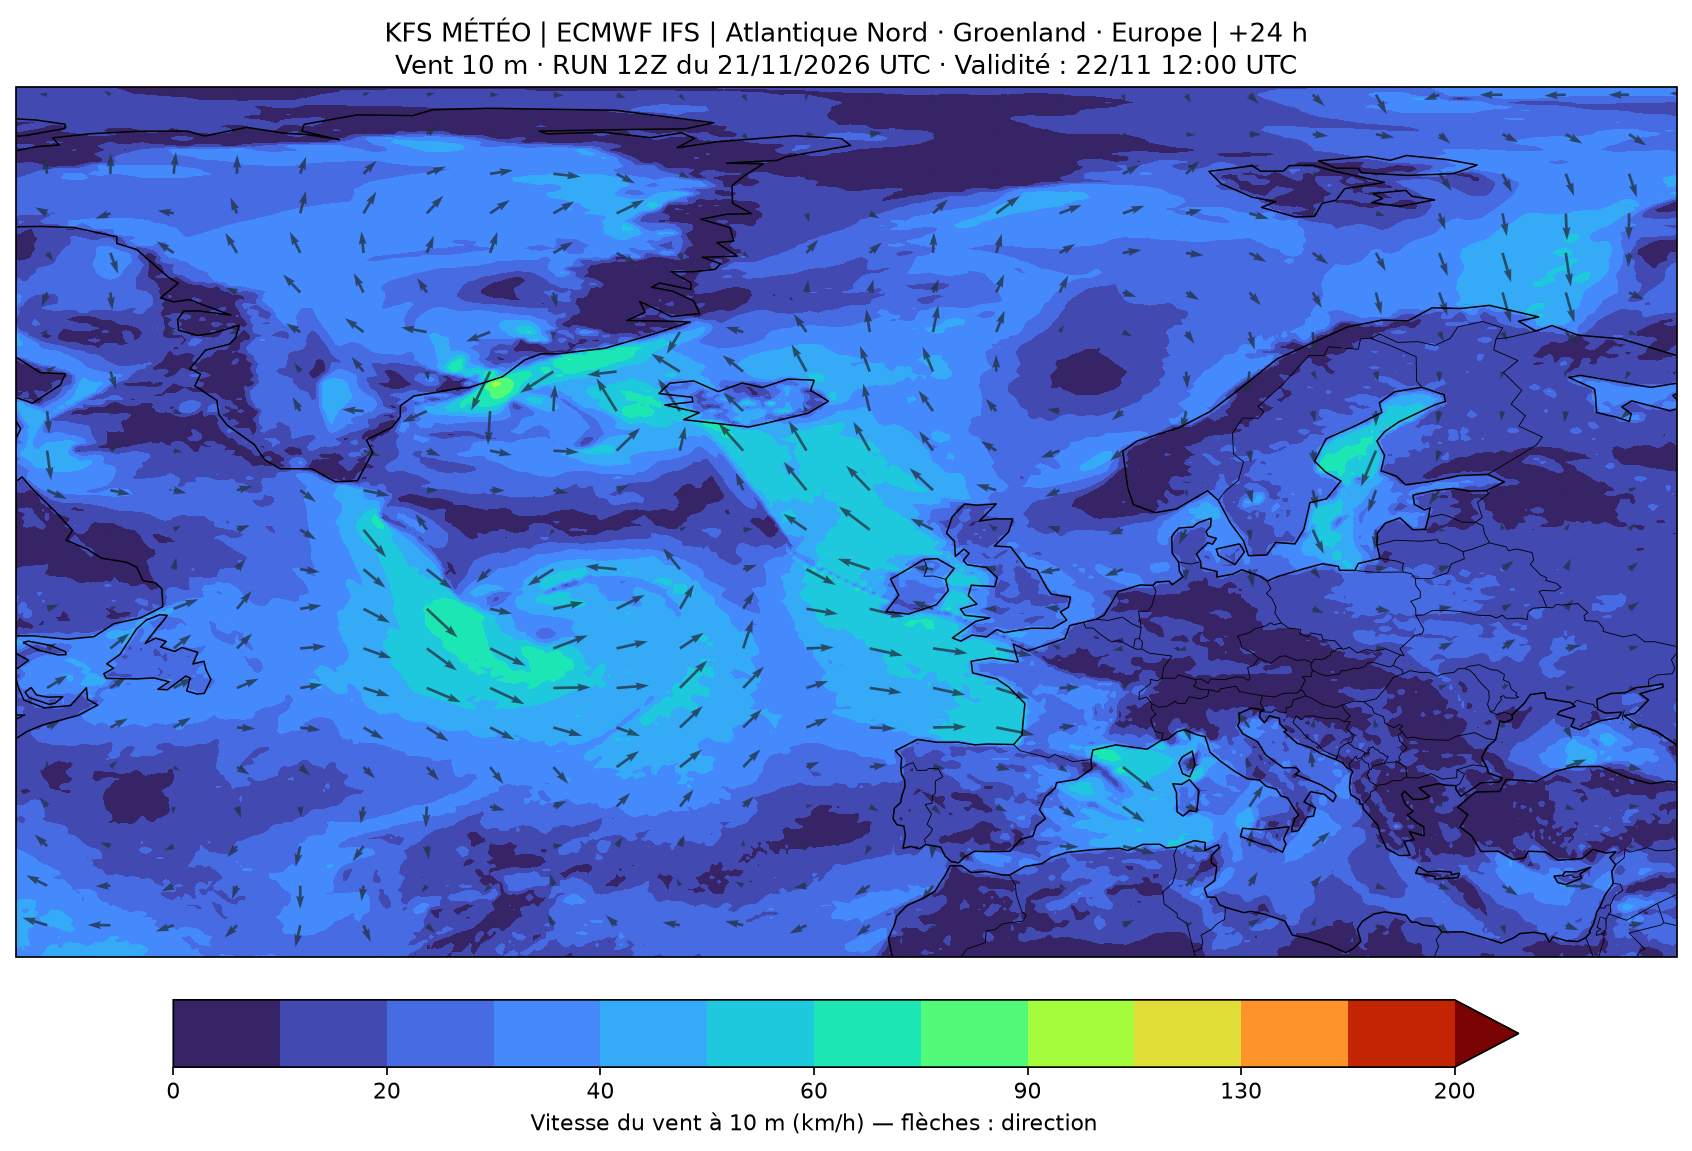 KFS MÉTÉO | ECMWF IFS | Atlantique Nord · Groenland · Europe | +24 h
Vent 10 m · RUN 12Z du 21/11/2026 UTC · Validité : 22/11 12:00 UTC
0 20 40 60 90 130 200
Vitesse du vent à 10 m (km/h) — flèches : direction